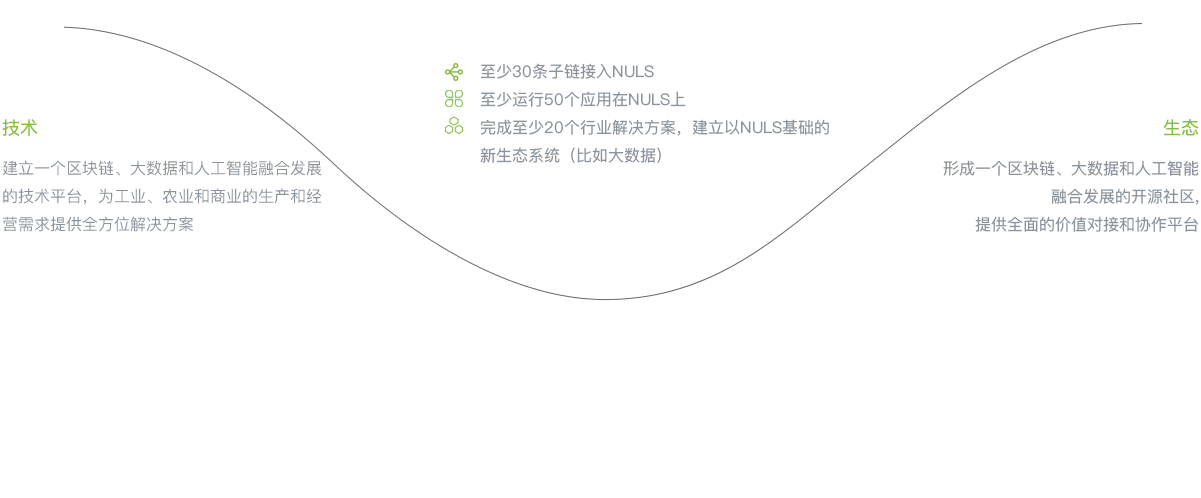 技术
建立一个区块链、大数据和人工智能融合发展
的技术平台，为工业、农业和商业的生产和经
营需求提供全方位解决方案
至少30条子链接入NULS
至少运行50个应用在NULS上
完成至少20个行业解决方案，建立以NULS基础的
新生态系统（比如大数据）
生态
形成一个区块链、大数据和人工智能
融合发展的开源社区,
提供全面的价值对接和协作平台